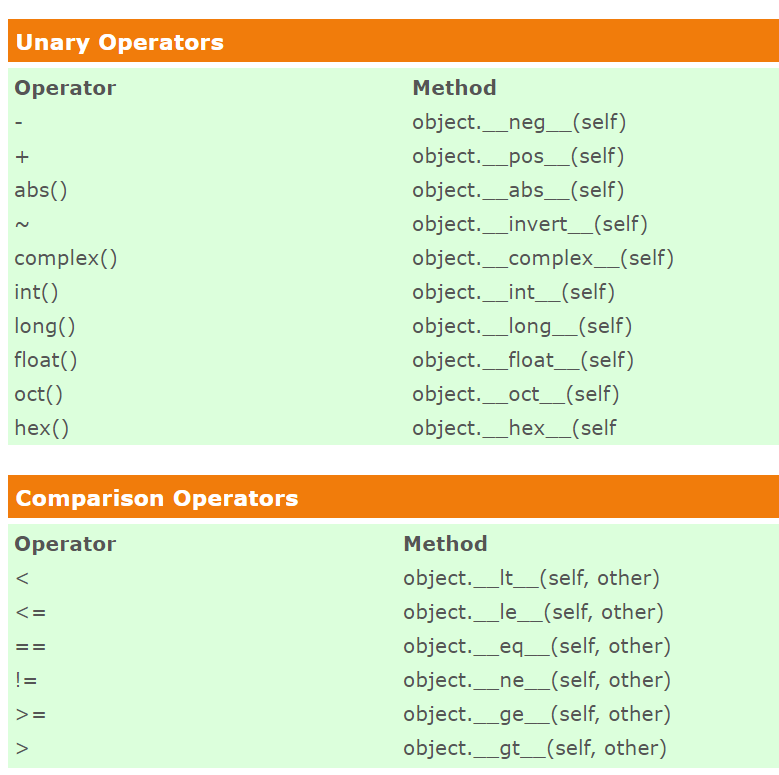 Unary Operators
Operator Method
- object.__neg__(self)
+ object.__pos__(self)
abs() object.__abs__(self)
~ object.__invert__(self)
complex() object.__complex__(self)
int() object.__int__(self)
long() object.__long__(self)
float() object.__float__(self)
oct() object.__oct__(self)
hex() object.__hex__(self
Comparison Operators
Operator Method
< object.__lt__(self, other)
<= object.__le__(self, other)
== object.__eq__(self, other)
!= object.__ne__(self, other)
>= object.__ge__(self, other)
> object.__gt__(self, other)